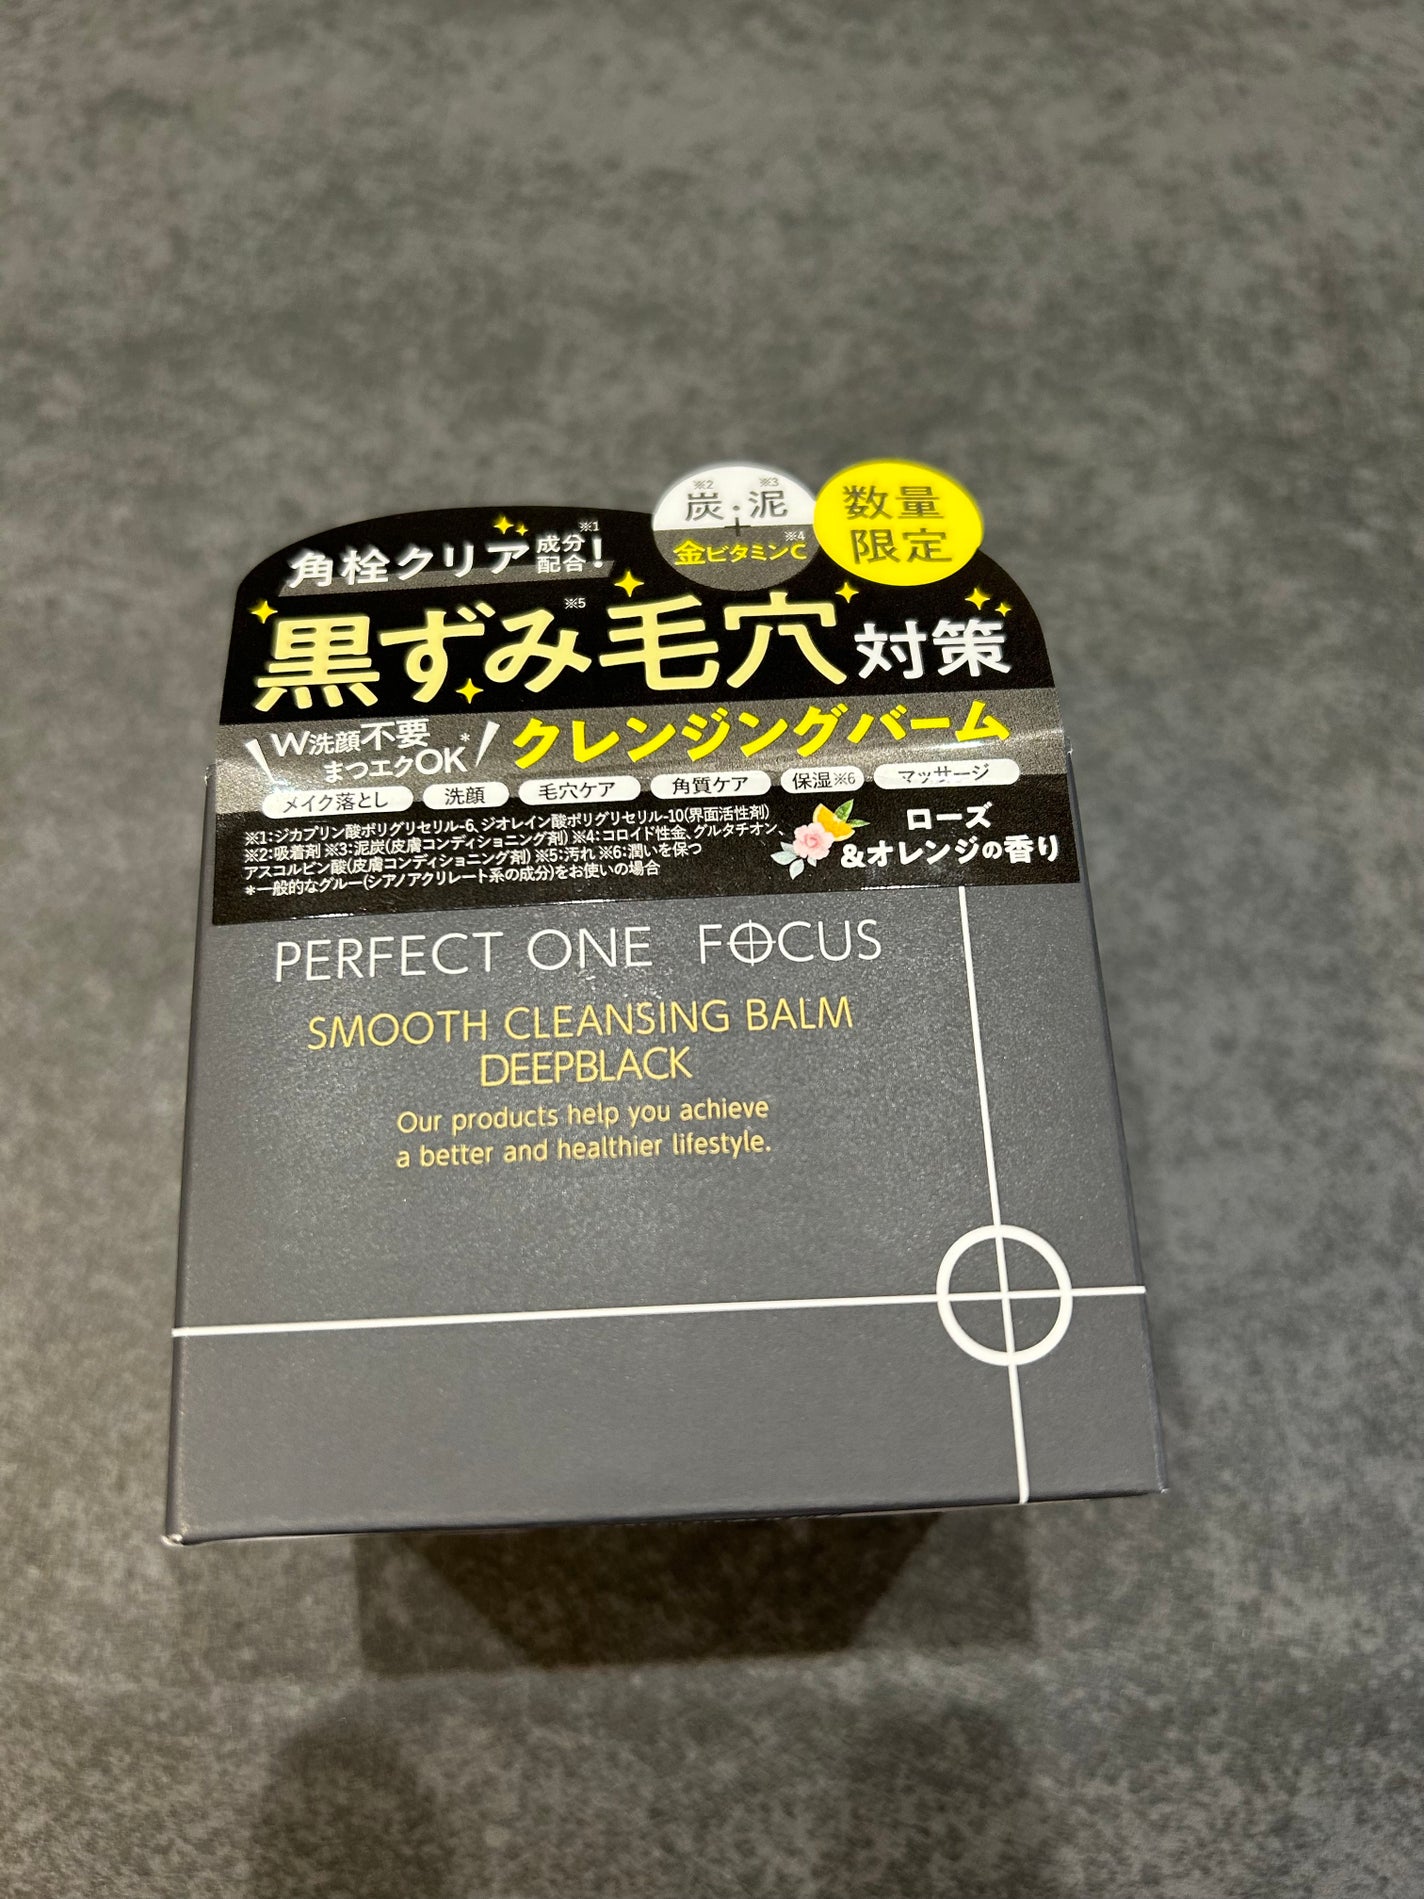 ※2 ※3
炭・泥
+
金ビタミンC ※4
数量
限定
角栓クリア成分配合! ※1
黒ずみ※5毛穴対策
W洗顔不要
まつエクOK*
クレンジングバーム
メイク落とし 洗顔 毛穴ケア 角質ケア 保湿※6 マッサージ
※1:ジカプリン酸ポリグリセリル-6、ジオレイン酸ポリグリセリル-10(界面活性剤)
※2:吸着剤 ※3:泥炭(皮膚コンディショニング剤) ※4:コロイド性金、グルタチオン、
アスコルビン酸(皮膚コンディショニング剤) ※5:汚れ ※6:潤いを保つ
*一般的なグルー(シアノアクリレート系の成分)をお使いの場合
ローズ
&オレンジの香り
PERFECT ONE FOCUS
SMOOTH CLEANSING BALM
DEEPBLACK
Our products help you achieve
a better and healthier lifestyle.